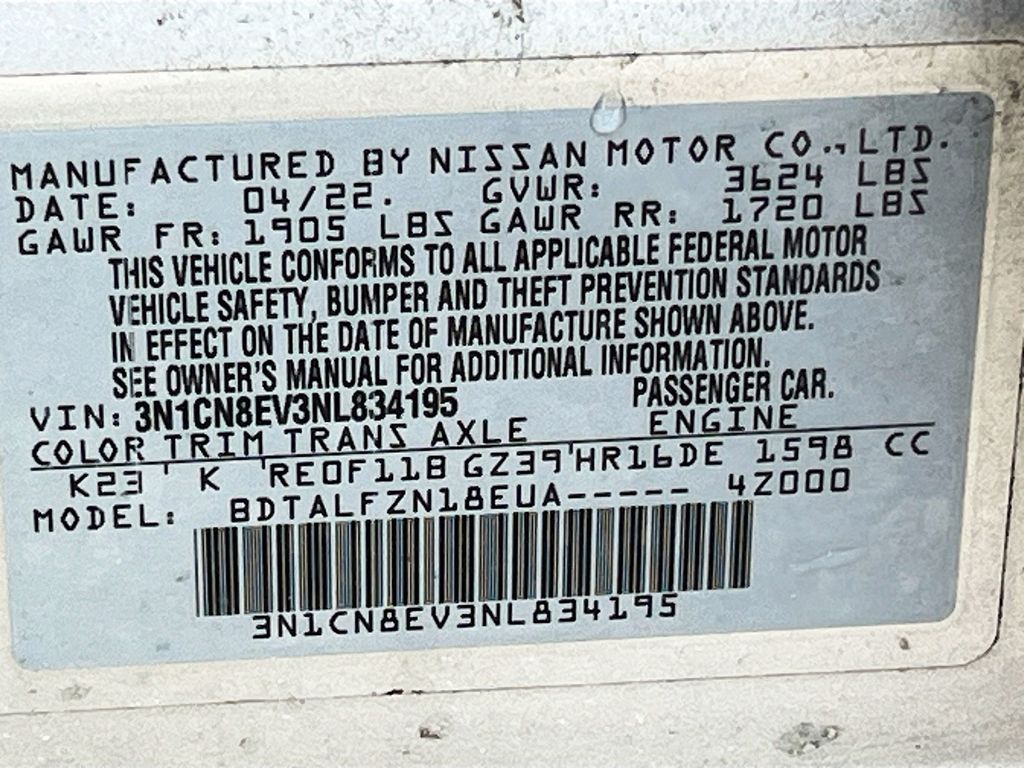 MANUFACTURED BY NISSAN MOTOR CO., LTD.
DATE: 04/22. GVWR: 3624 LBS
GAWR FR: 1905 LBS GAWR RR: 1720 LBS
THIS VEHICLE CONFORMS TO ALL APPLICABLE FEDERAL MOTOR
VEHICLE SAFETY, BUMPER AND THEFT PREVENTION STANDARDS
IN EFFECT ON THE DATE OF MANUFACTURE SHOWN ABOVE.
SEE OWNER'S MANUAL FOR ADDITIONAL INFORMATION.
VIN: 3N1CN8EV3NL834195 PASSENGER CAR.
COLOR TRIM TRANS AXLE ENGINE
K23 ' K 'RE0F11B GZ39'HR16DE 1598 CC
MODEL: BDTALFZN18EUA----- 4Z000
3N1CN8EV3NL834195